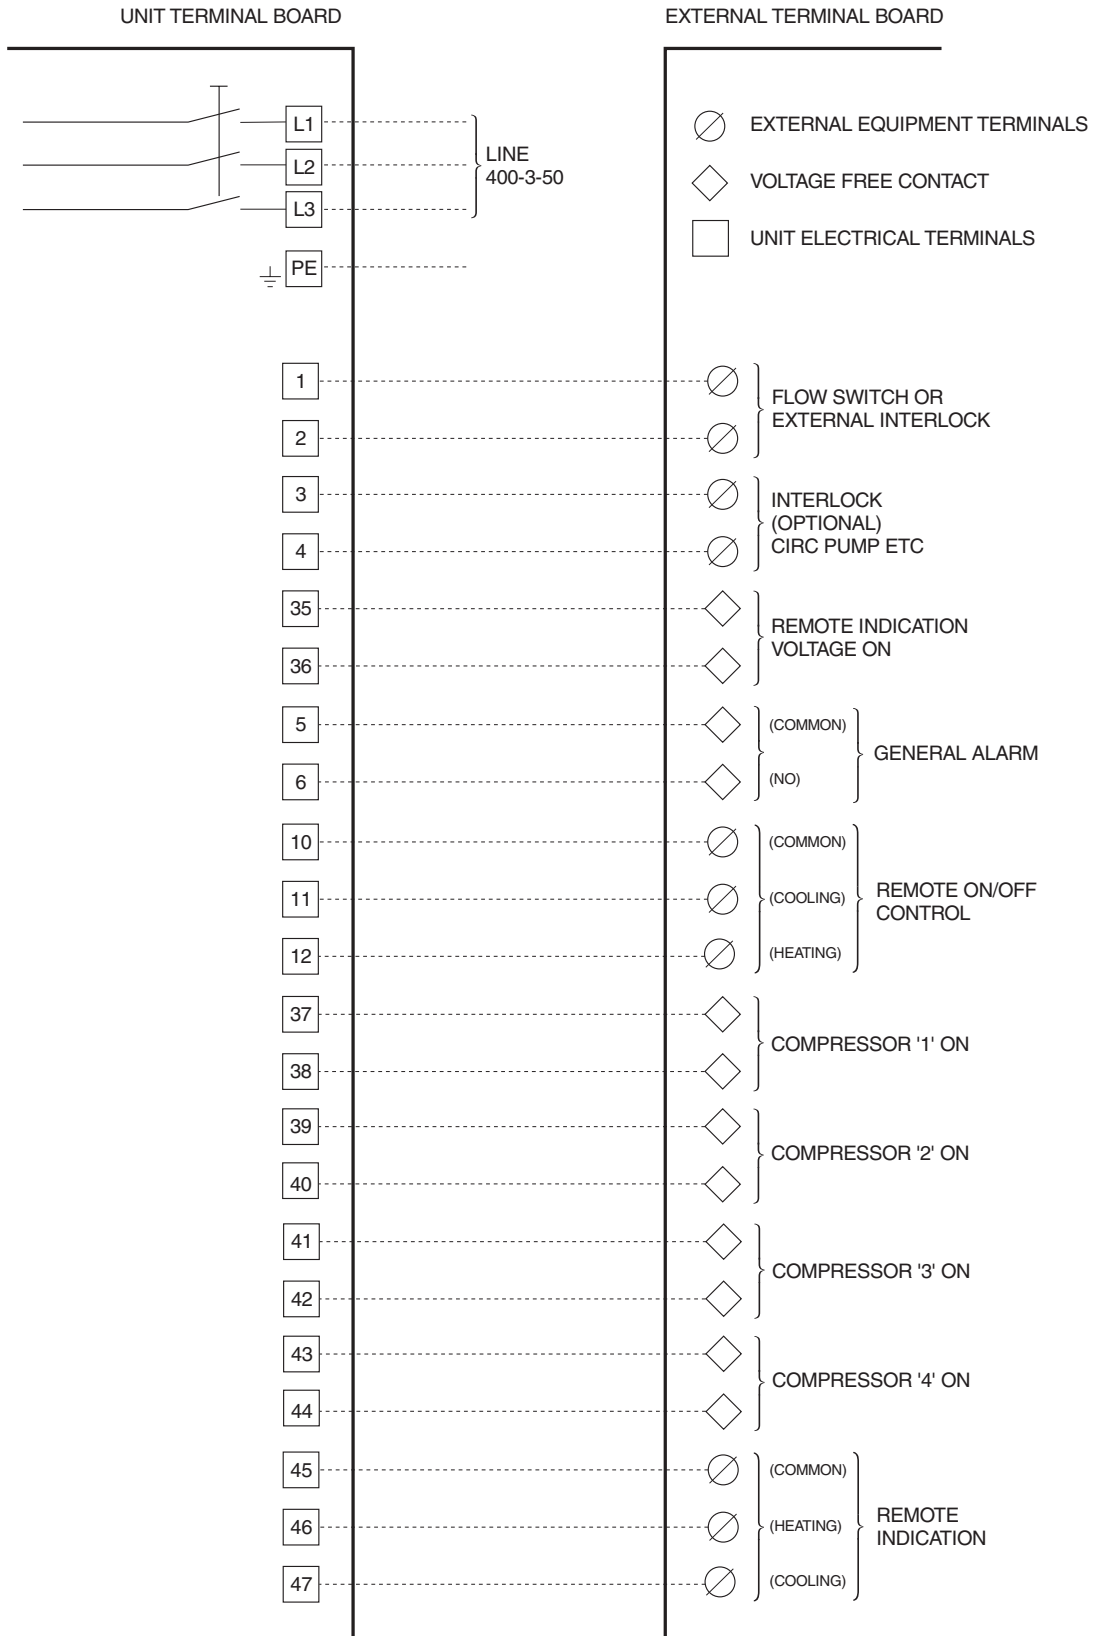 UNIT TERMINAL BOARD
EXTERNAL TERMINAL BOARD
L1
L2
L3
PE
LINE
400-3-50
EXTERNAL EQUIPMENT TERMINALS
VOLTAGE FREE CONTACT
UNIT ELECTRICAL TERMINALS
1
2
FLOW SWITCH OR
EXTERNAL INTERLOCK
3
4
INTERLOCK
(OPTIONAL)
CIRC PUMP ETC
35
36
REMOTE INDICATION
VOLTAGE ON
5
(COMMON)
6
(NO)
GENERAL ALARM
10
(COMMON)
11
(COOLING)
12
(HEATING)
REMOTE ON/OFF
CONTROL
37
38
COMPRESSOR '1' ON
39
40
COMPRESSOR '2' ON
41
42
COMPRESSOR '3' ON
43
44
COMPRESSOR '4' ON
45
(COMMON)
46
(HEATING)
47
(COOLING)
REMOTE
INDICATION